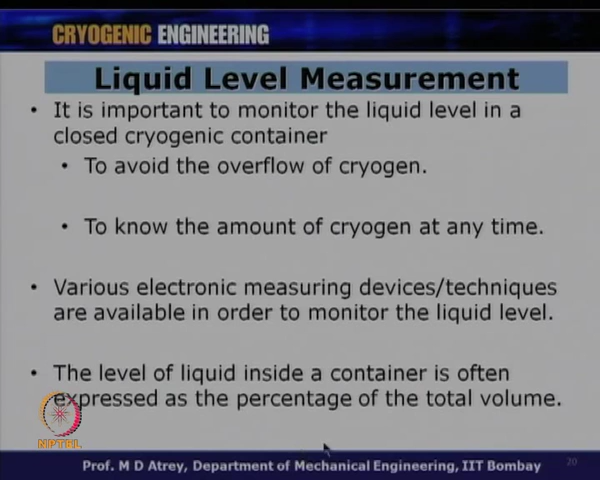 CRYOGENIC ENGINEERING
Liquid Level Measurement
• It is important to monitor the liquid level in a
closed cryogenic container
• To avoid the overflow of cryogen.
• To know the amount of cryogen at any time.
• Various electronic measuring devices/techniques
are available in order to monitor the liquid level.
• The level of liquid inside a container is often
expressed as the percentage of the total volume.
NPTEL
Prof. M D Atrey, Department of Mechanical Engineering, IIT Bombay
20